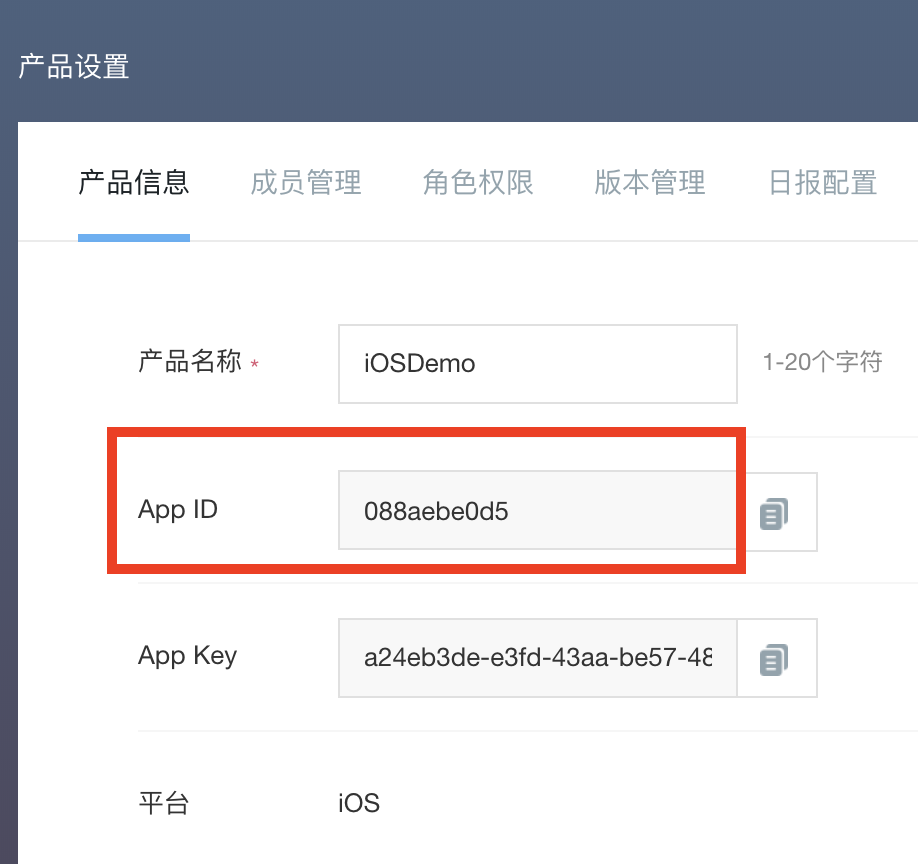 产品设置
产品信息 成员管理 角色权限 版本管理 日报配置
产品名称 * iOSDemo 1-20个字符
App ID 088aebe0d5
App Key a24eb3de-e3fd-43aa-be57-48
平台 iOS